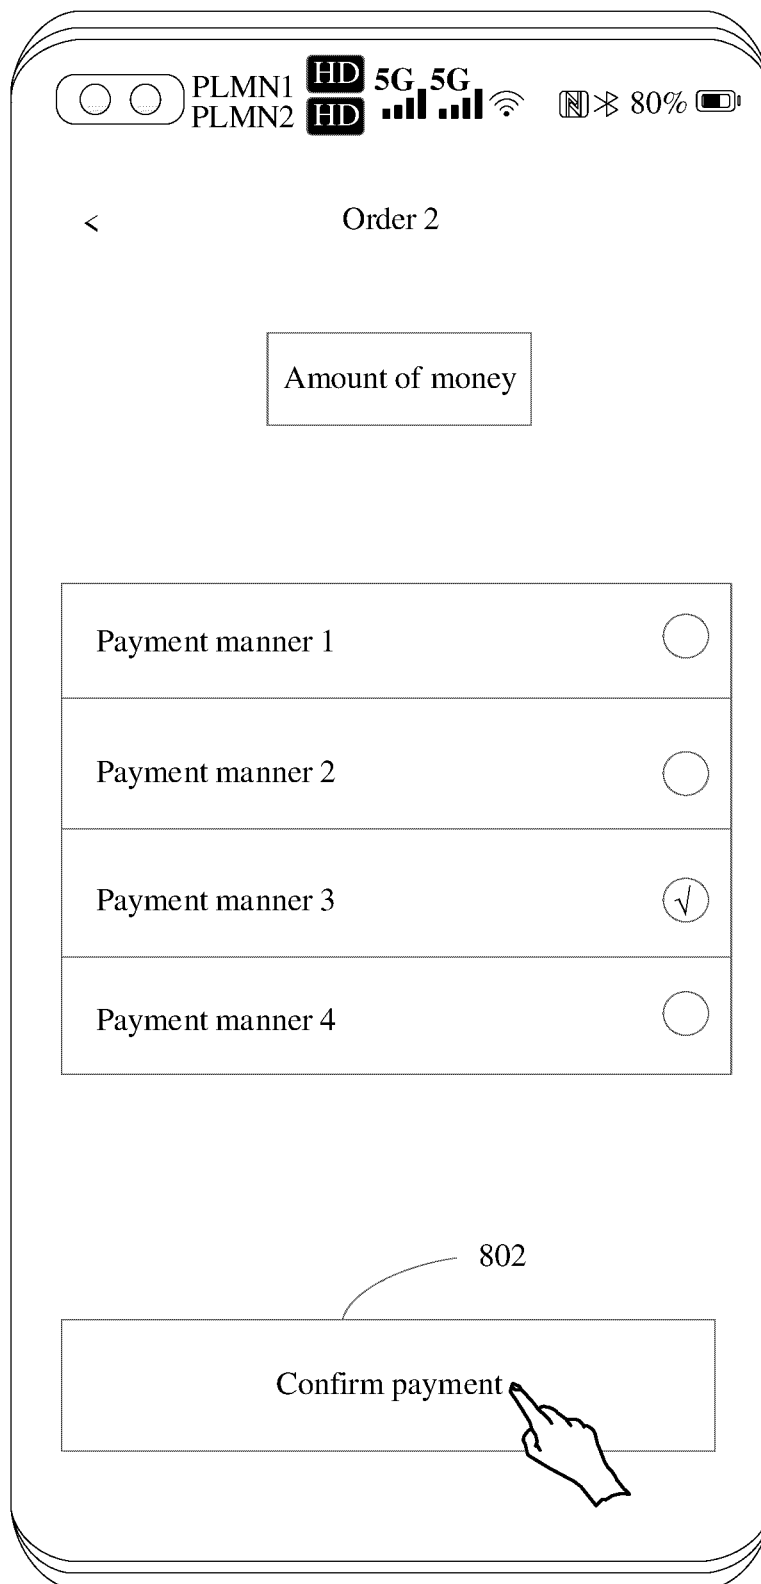 PLMN1 HD 5G 5G 80%
PLMN2 HD
< Order 2
Amount of money
Payment manner 1
Payment manner 2
Payment manner 3 √
Payment manner 4
802
Confirm payment